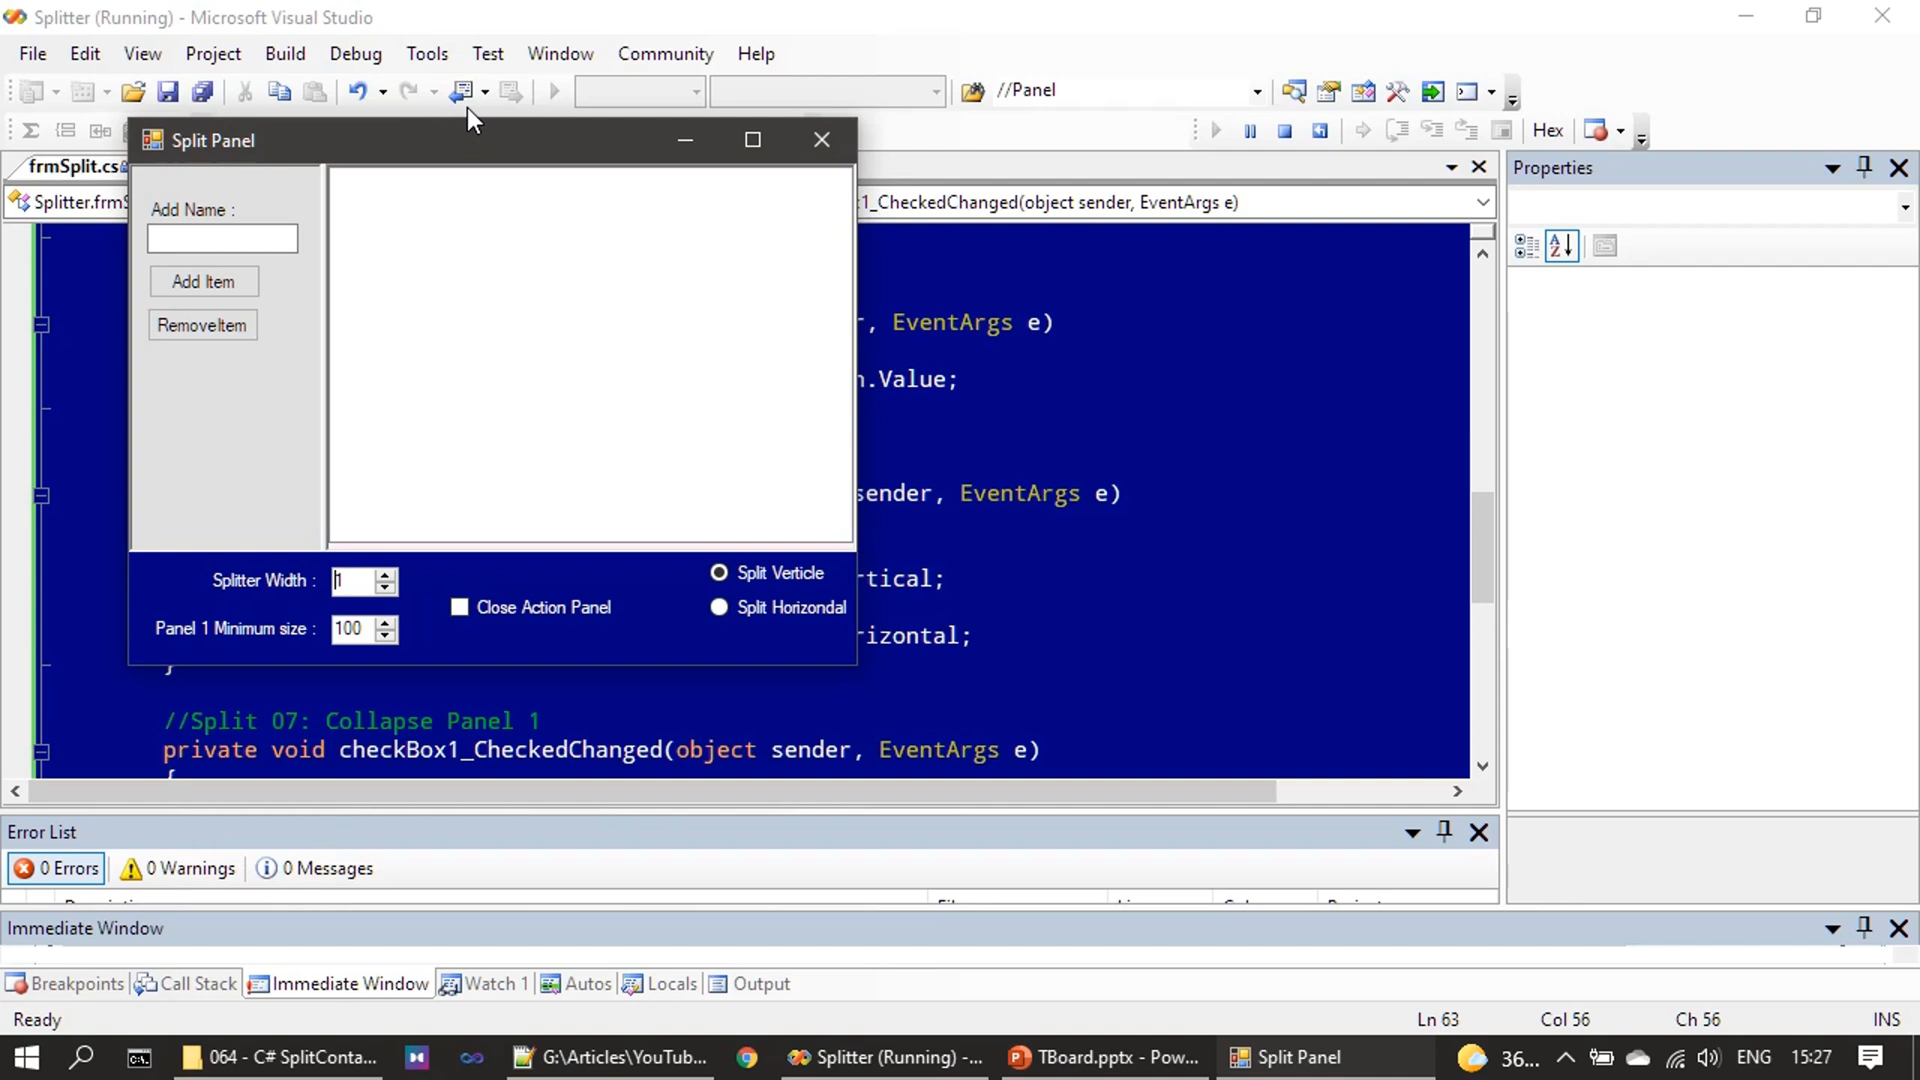 Splitter (Running) - Microsoft Visual Studio
File Edit View Project Build Debug Tools Test Window Community Help
//Panel
Hex
Split Panel
frmSplit.cs
Properties
Splitter.frmS
1_CheckedChanged(object sender, EventArgs e)
Add Name :
Add Item
RemoveItem
r, EventArgs e)
n.Value;
sender, EventArgs e)
Splitter Width : 1
Split Verticle
rtical;
Close Action Panel
Split Horizondal
Panel 1 Minimum size : 100
rizontal;
}
//Split 07: Collapse Panel 1
private void checkBox1_CheckedChanged(object sender, EventArgs e)
{
Error List
0 Errors 0 Warnings 0 Messages
Immediate Window
Breakpoints Call Stack Immediate Window Watch 1 Autos Locals Output
Ready Ln 63 Col 56 Ch 56 INS
064 - C# SplitConta... G:\Articles\YouTub... Splitter (Running) -... TBoard.pptx - Pow... Split Panel 36... ENG 15:27